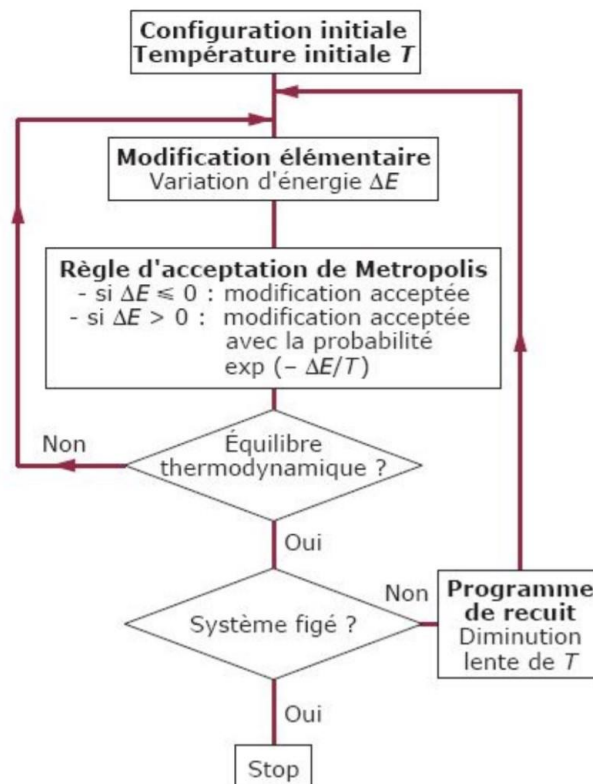 Configuration initiale
Température initiale T
Modification élémentaire
Variation d'énergie ΔE
Règle d'acceptation de Metropolis
- si ΔE ⩽ 0 : modification acceptée
- si ΔE > 0 : modification acceptée
avec la probabilité
exp (− ΔE/T)
Non
Équilibre
thermodynamique ?
Oui
Système figé ?
Non
Programme
de recuit
Diminution
lente de T
Oui
Stop